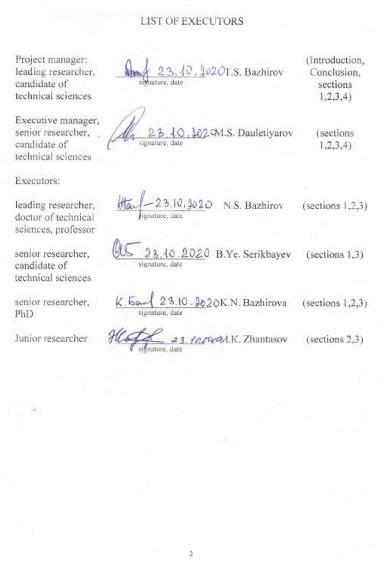 LIST OF EXECUTORS
Project manager:
leading researcher,
candidate of
technical sciences
23.10.2020 T.S. Bazhirov
signature, date
(Introduction,
Conclusion,
sections
1,2,3,4)
Executive manager,
senior researcher,
candidate of
technical sciences
23.10.2020 M.S. Dauletiyarov
signature, date
(sections
1,2,3,4)
Executors:
leading researcher,
doctor of technical
sciences, professor
23.10.2020 N.S. Bazhirov (sections 1,2,3)
signature, date
senior researcher,
candidate of
technical sciences
23.10.2020 B.Ye. Serikbayev (sections 1,3)
signature, date
senior researcher,
PhD
23 10.2020 K.N. Bazhirova (sections 1,2,3)
signature, date
Junior researcher 23.10.2020 M.K. Zhantasov (sections 2,3)
signature, date
2